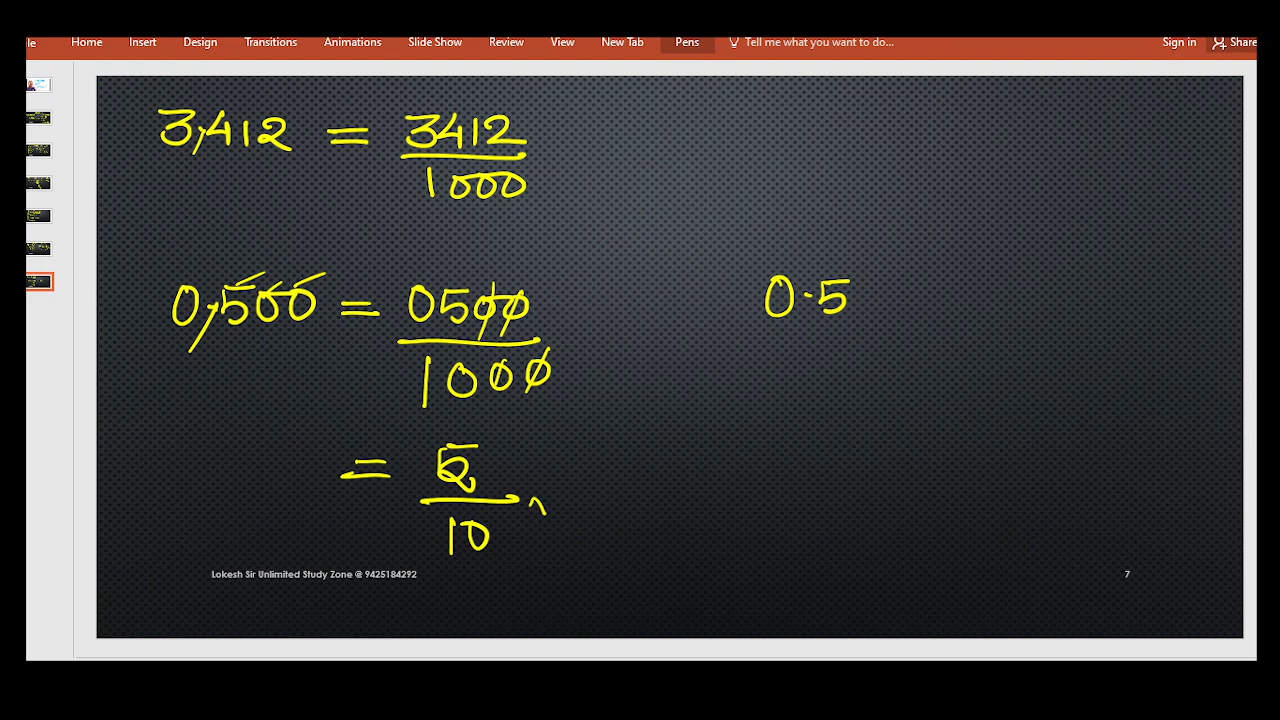 le Home Insert Design Transitions Animations Slide Show Review View New Tab Pens Tell me what you want to do... Sign in Share
3,412 = 3412
1000
0,500 = 0500
1000
0.5
= 5
10
Lokesh Sir Unlimited Study Zone @ 9425184292 7